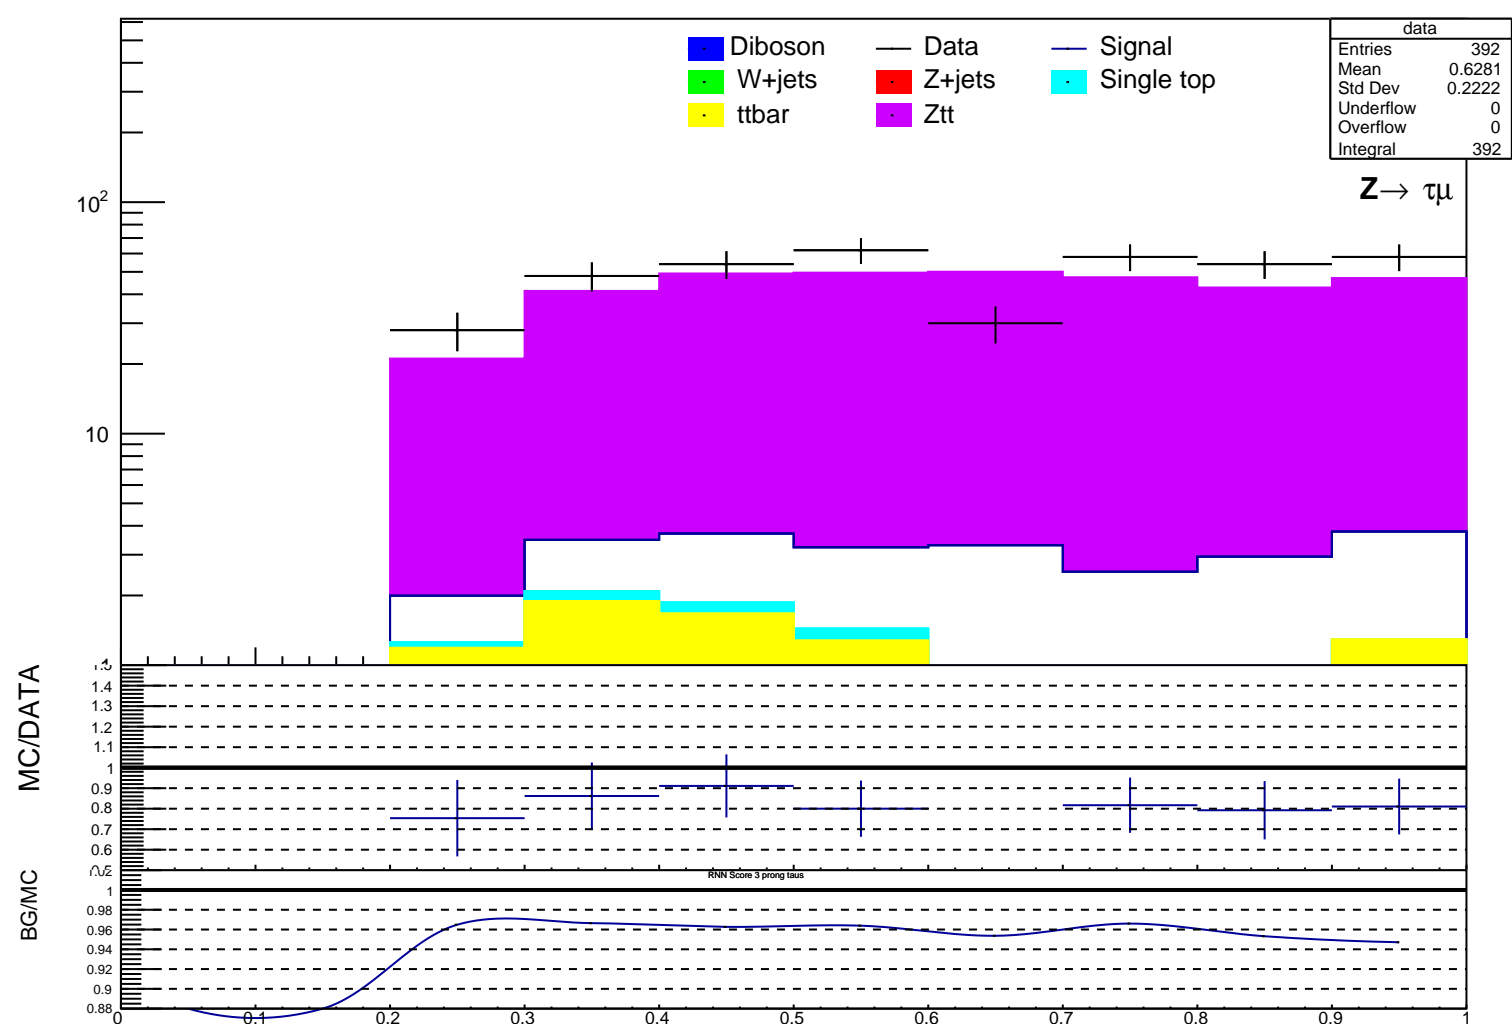 Diboson Data Signal
W+jets Z+jets Single top
ttbar Ztt
data
Entries 392
Mean 0.6281
Std Dev 0.2222
Underflow 0
Overflow 0
Integral 392
Z→ τμ
10²
10
MC/DATA
1.4
1.3
1.2
1.1
1
0.9
0.8
0.7
0.6
RNN Score 3 prong taus
BG/MC
1
0.98
0.96
0.94
0.92
0.9
0.88
0 0.1 0.2 0.3 0.4 0.5 0.6 0.7 0.8 0.9 1